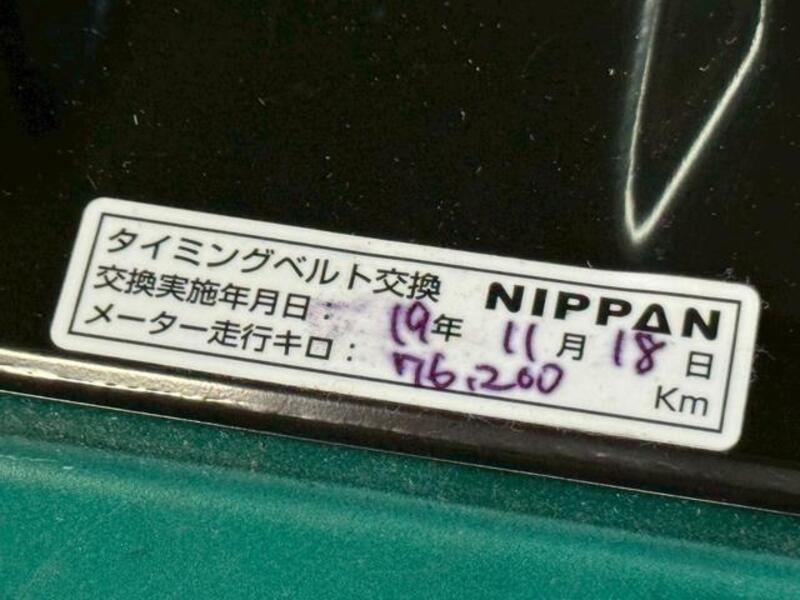 タイミングベルト交換 NIPPAN
交換実施年月日： 19年 11月 18日
メーター走行キロ： 76,200 Km